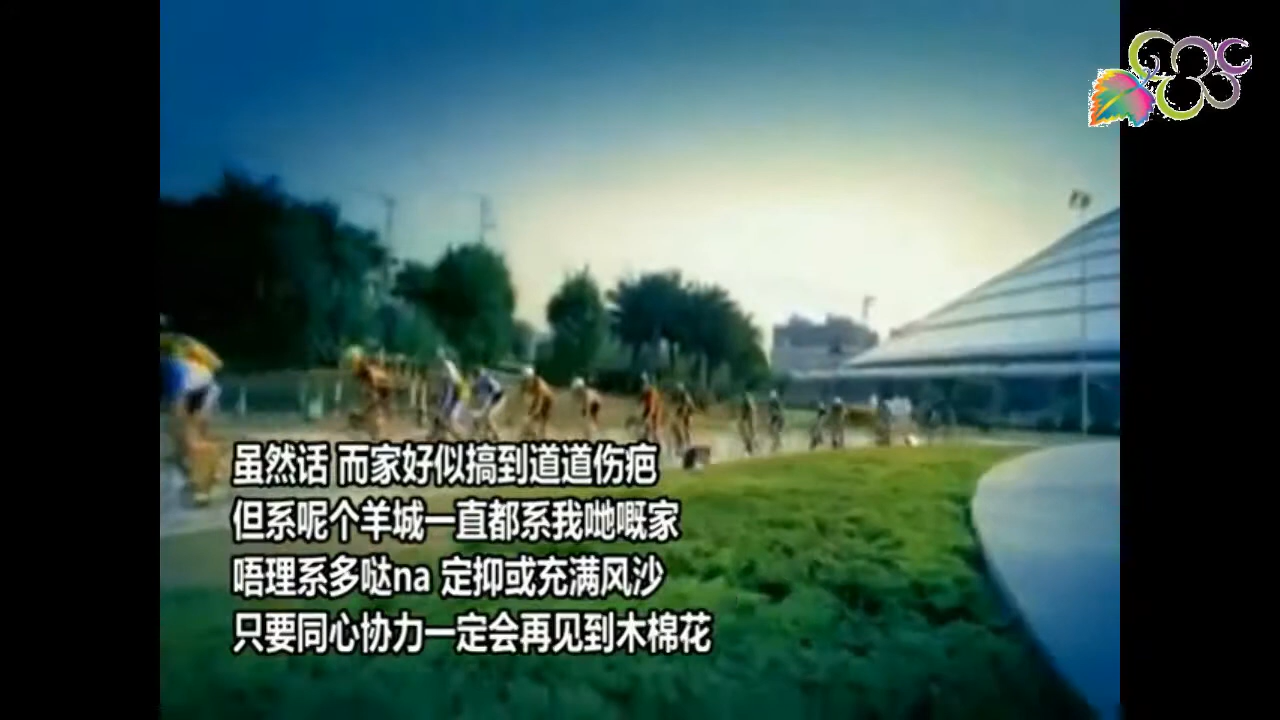 虽然话 而家好似搞到道道伤疤
但系呢个羊城一直都系我哋嘅家
唔理系多哒na 定抑或充满风沙
只要同心协力一定会再见到木棉花